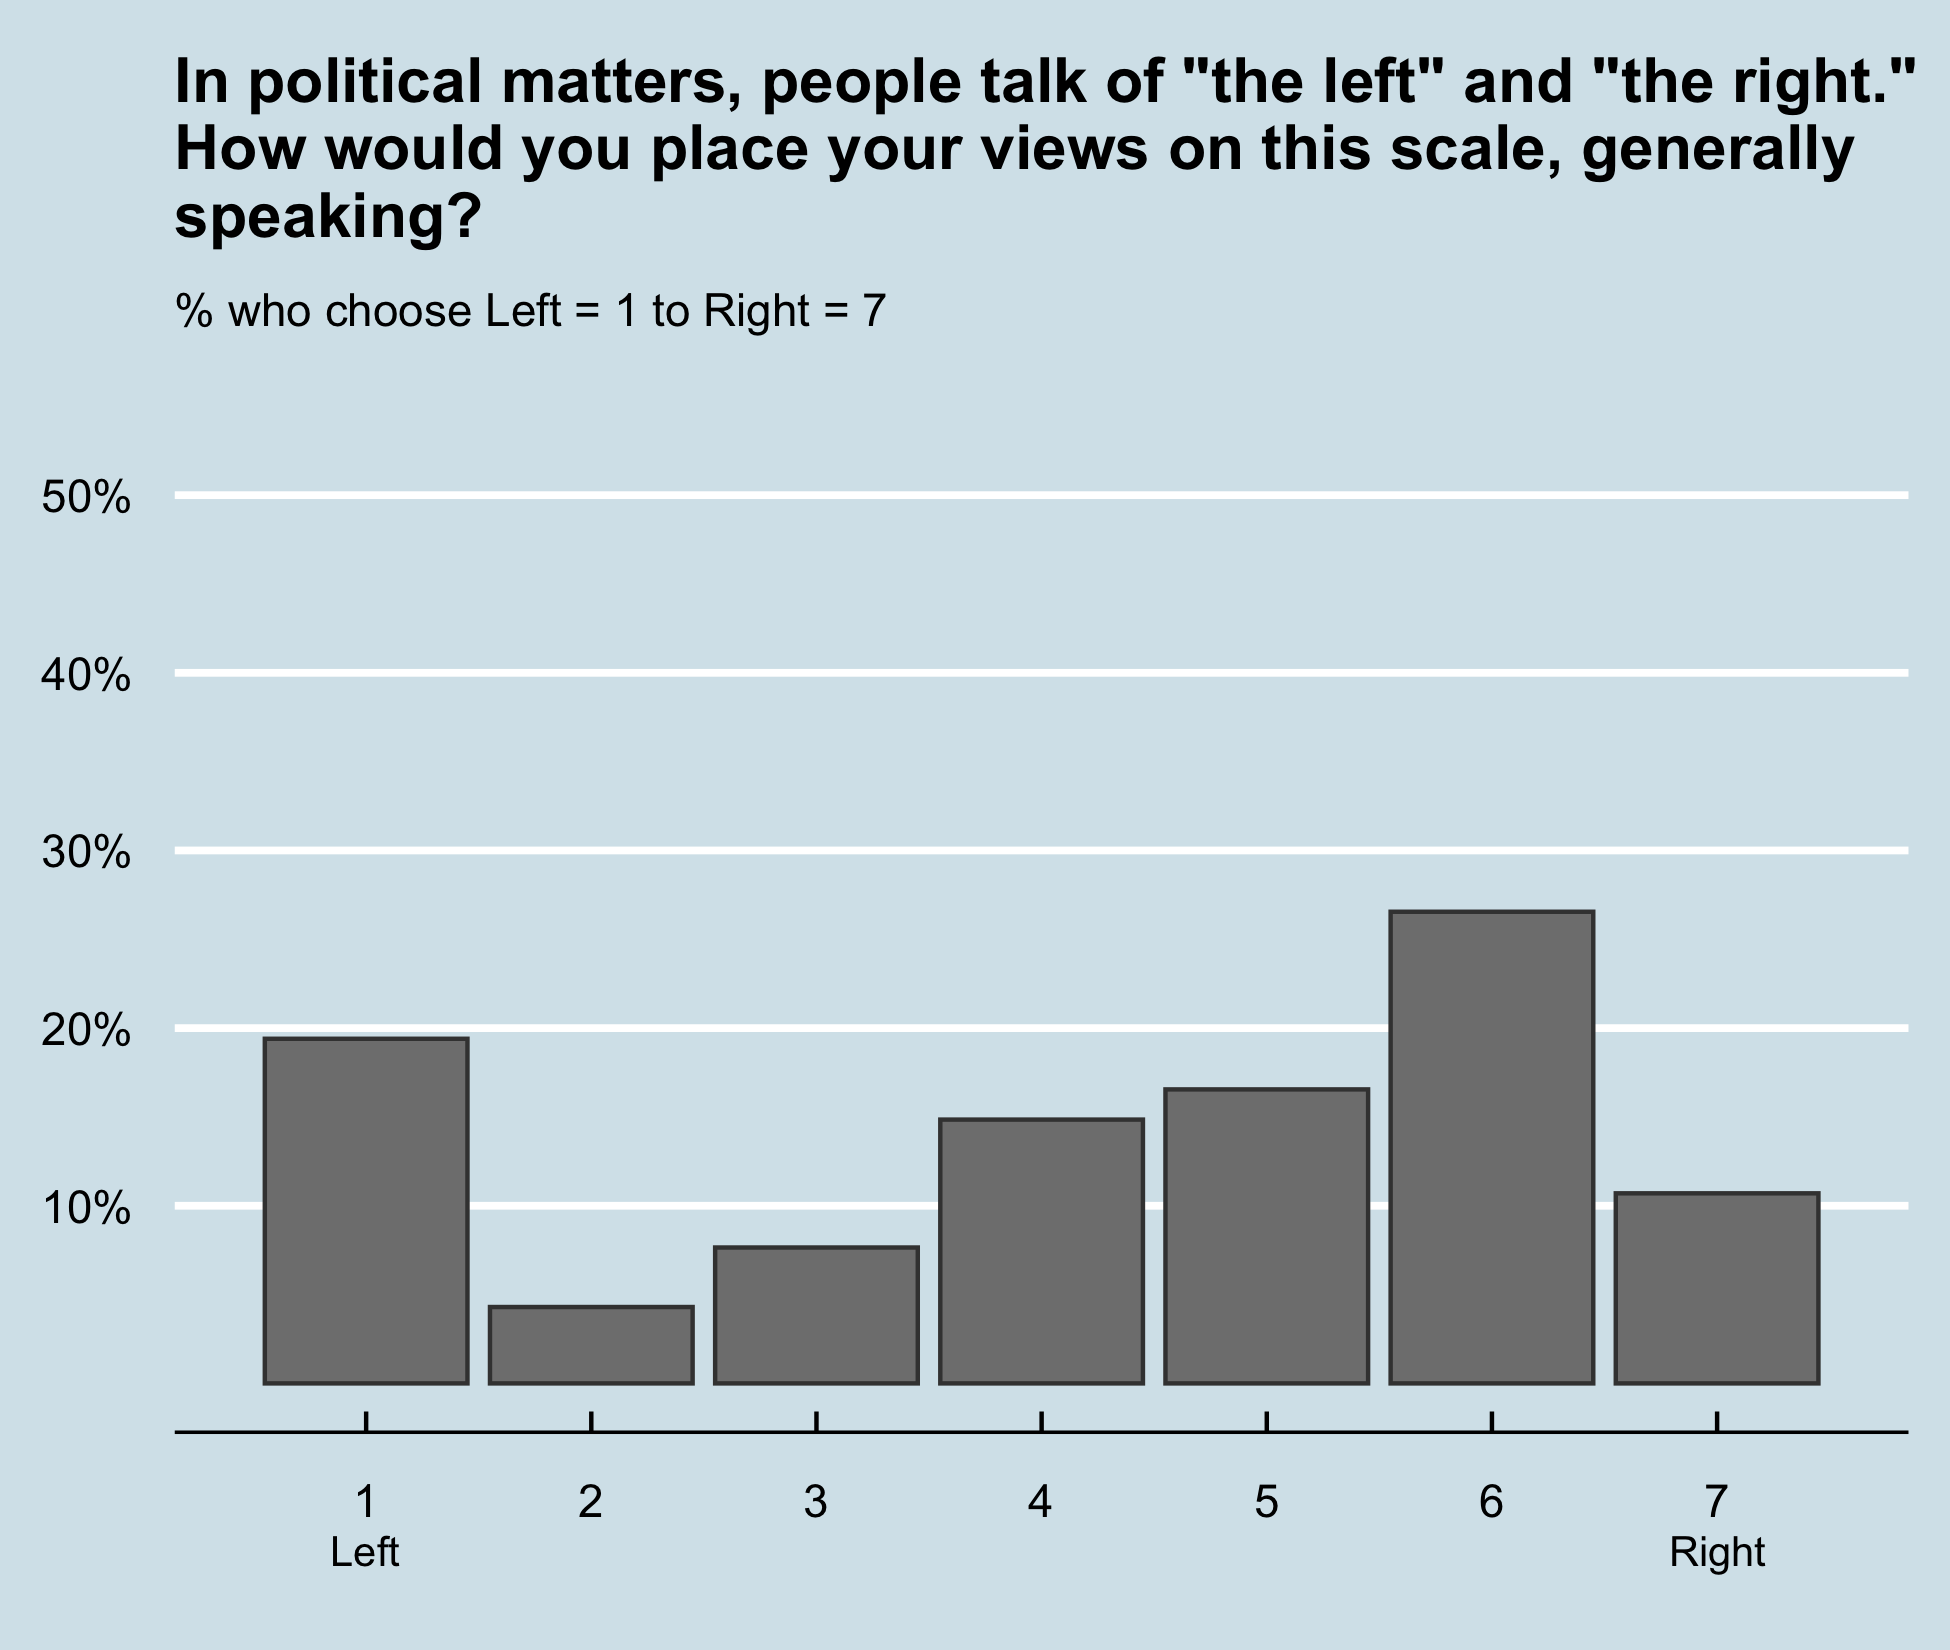 In political matters, people talk of "the left" and "the right."
How would you place your views on this scale, generally
speaking?
% who choose Left = 1 to Right = 7
50%
40%
30%
20%
10%
1
2
3
4
5
6
7
Left
Right